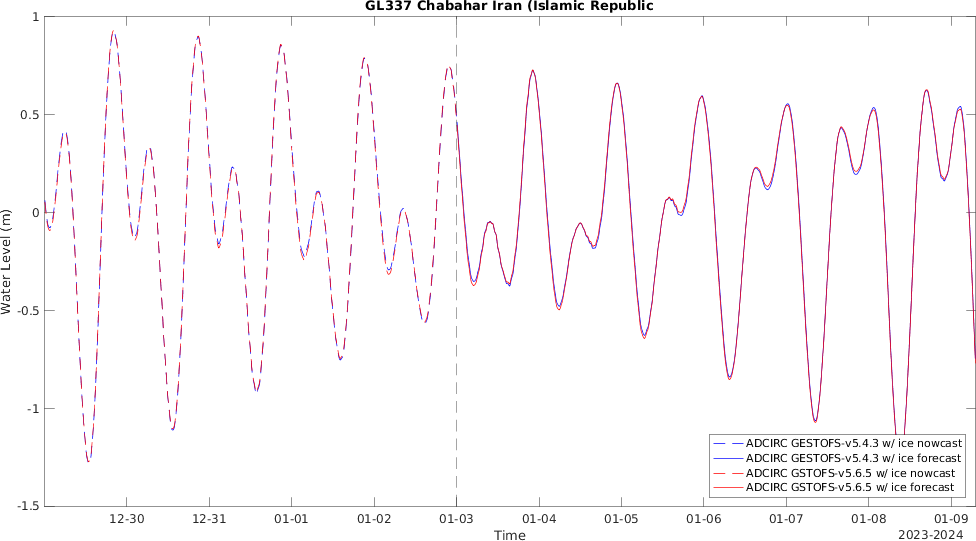 GL337 Chabahar Iran (Islamic Republic
1
0.5
0
-0.5
-1
-1.5
Water Level (m)
12-30
12-31
01-01
01-02
01-03
01-04
01-05
01-06
01-07
01-08
01-09
Time
2023-2024
ADCIRC GESTOFS-v5.4.3 w/ ice nowcast
ADCIRC GESTOFS-v5.4.3 w/ ice forecast
ADCIRC GSTOFS-v5.6.5 w/ ice nowcast
ADCIRC GSTOFS-v5.6.5 w/ ice forecast